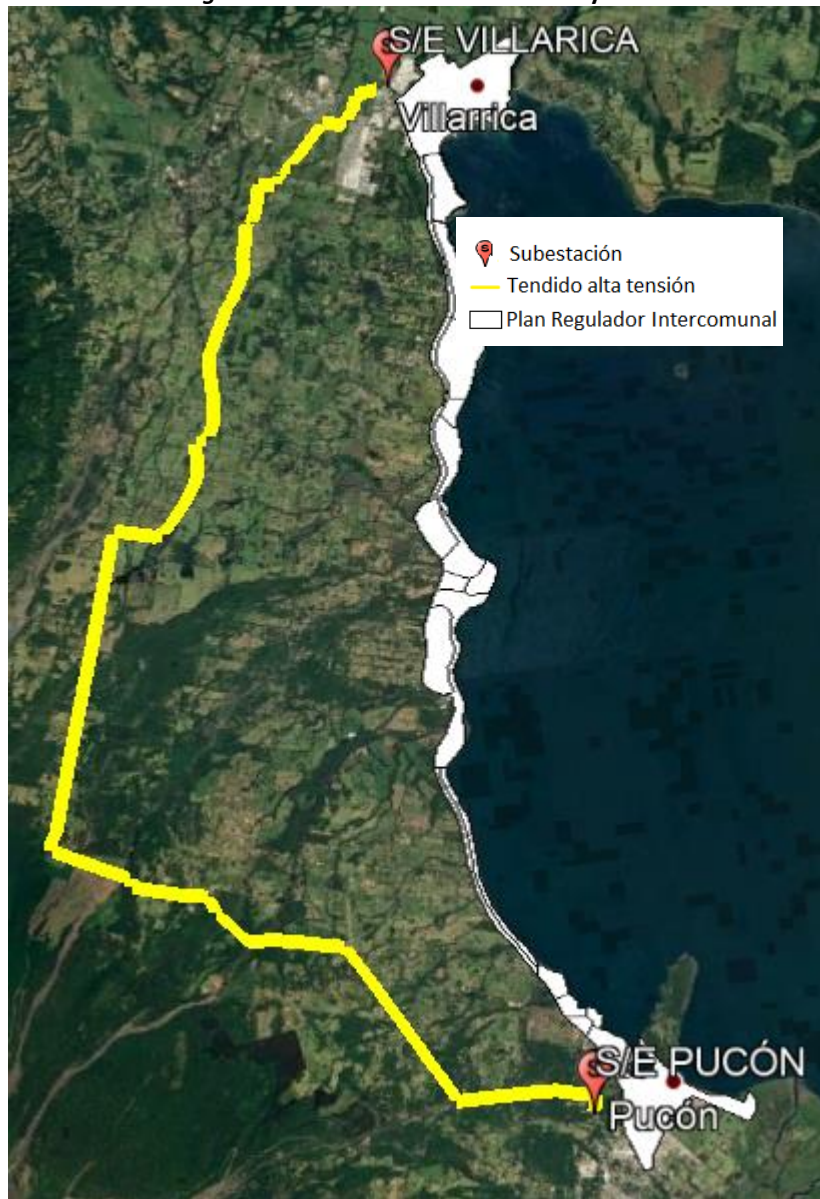 S/E VILLARICA
Villarrica
Subestación
Tendido alta tensión
Plan Regulador Intercomunal
S/E PUCÓN
Pucón